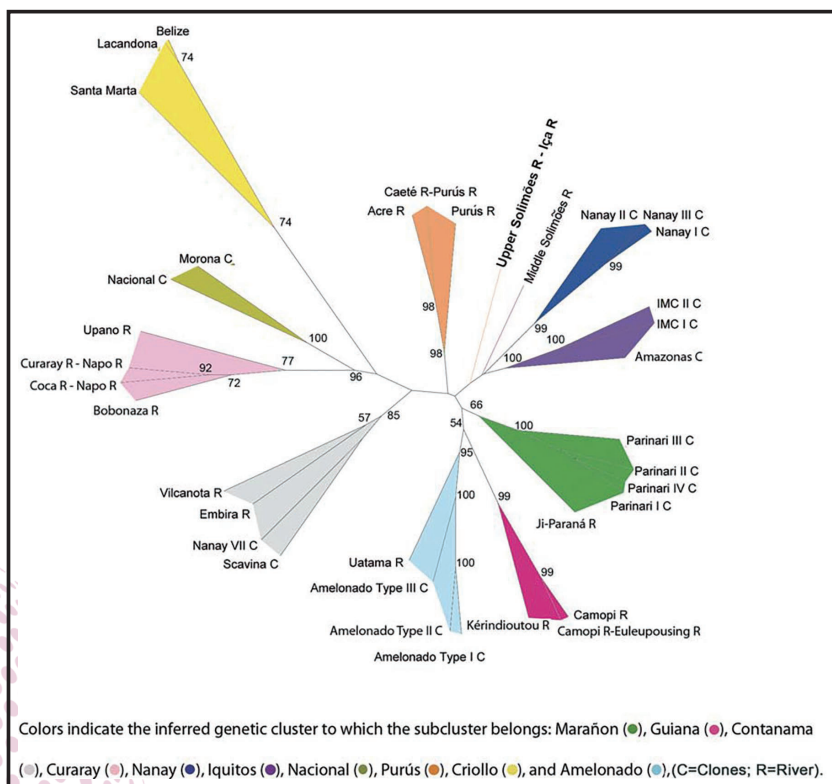 Belize
Lacandona
74
Santa Marta
74
Caeté R-Purús R
Acre R
Purús R
98
98
Upper Solimões R - Iça R
Middle Solimões R
Nanay II C
Nanay III C
Nanay I C
99
99
IMC II C
IMC I C
100
100
Amazonas C
Morona C
Nacional C
100
Upano R
Curaray R - Napo R
92
77
96
Coca R - Napo R
72
Bobonaza R
66
100
Parinari III C
Parinari II C
Parinari IV C
Parinari I C
Ji-Paraná R
57
85
Vilcanota R
Embira R
Nanay VII C
Scavina C
54
95
100
100
Uatama R
Amelonado Type III C
Amelonado Type II C
Amelonado Type I C
99
99
Camopi R
Kérindioutou R
Camopi R-Euleupousing R
Colors indicate the inferred genetic cluster to which the subcluster belongs: Marañon (●), Guiana (●), Contanama
(●), Curaray (●), Nanay (●), Iquitos (●), Nacional (●), Purús (●), Criollo (●), and Amelonado (●),(C=Clones; R=River).